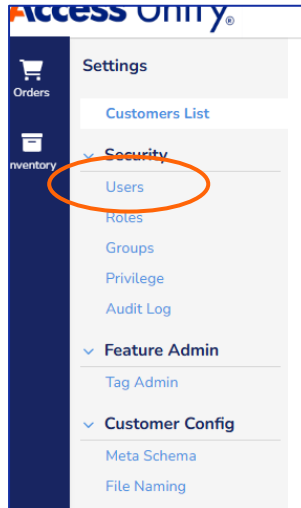 Access Unify®
Settings
Orders
Customers List
nventory
Security
Users
Roles
Groups
Privilege
Audit Log
Feature Admin
Tag Admin
Customer Config
Meta Schema
File Naming